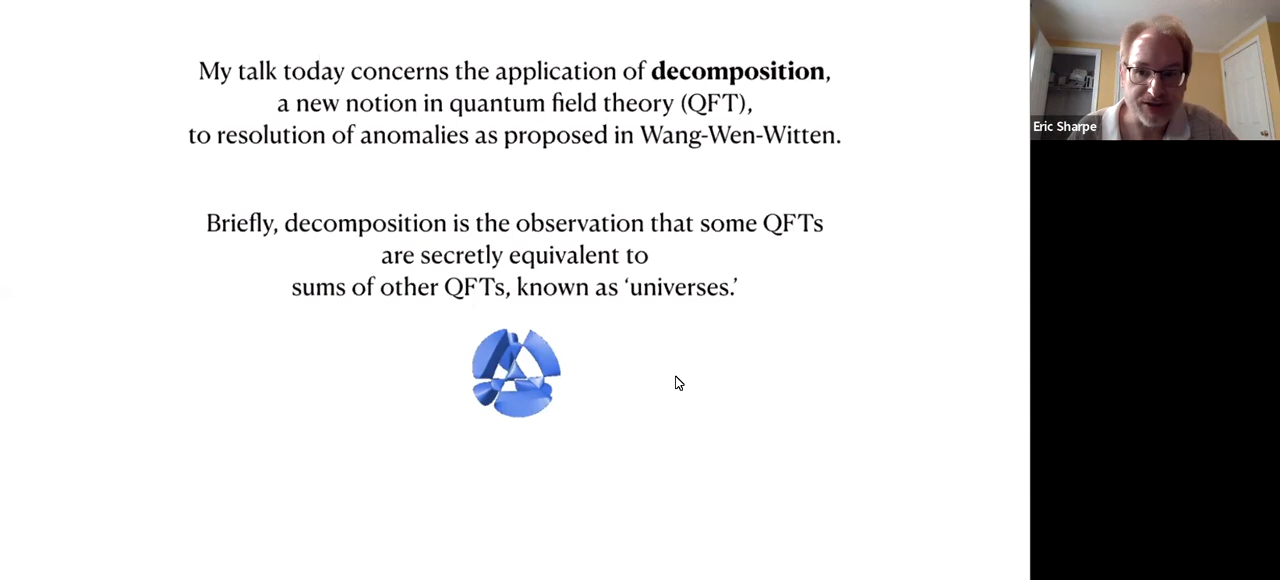 My talk today concerns the application of decomposition,
a new notion in quantum field theory (QFT),
to resolution of anomalies as proposed in Wang-Wen-Witten.
Briefly, decomposition is the observation that some QFTs
are secretly equivalent to
sums of other QFTs, known as ‘universes.’
Eric Sharpe